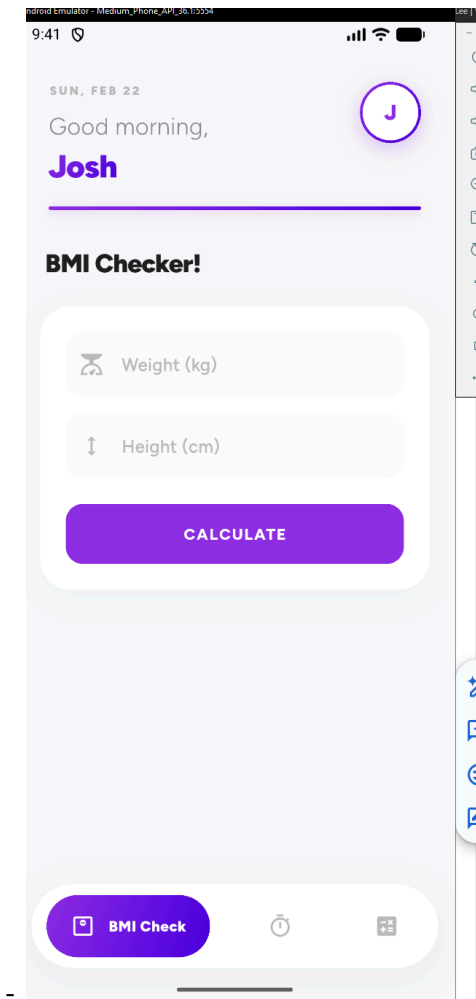 ndroid Emulator - Medium_Phone_API_36.1:5554
9:41
SUN, FEB 22
J
Good morning,
Josh
BMI Checker!
Weight (kg)
Height (cm)
CALCULATE
BMI Check
-